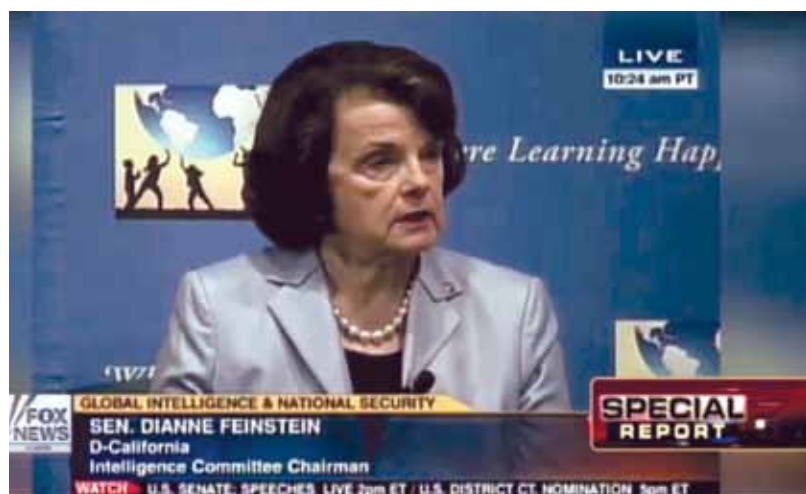 LIVE
10:24 am PT
re Learning Hap
"W
FOX
NEWS
GLOBAL INTELLIGENCE & NATIONAL SECURITY
SEN. DIANNE FEINSTEIN
D-California
Intelligence Committee Chairman
SPECIAL
REPORT
WATCH U.S. SENATE: SPEECHES LIVE 2pm ET / U.S. DISTRICT CT. NOMINATION 5pm ET